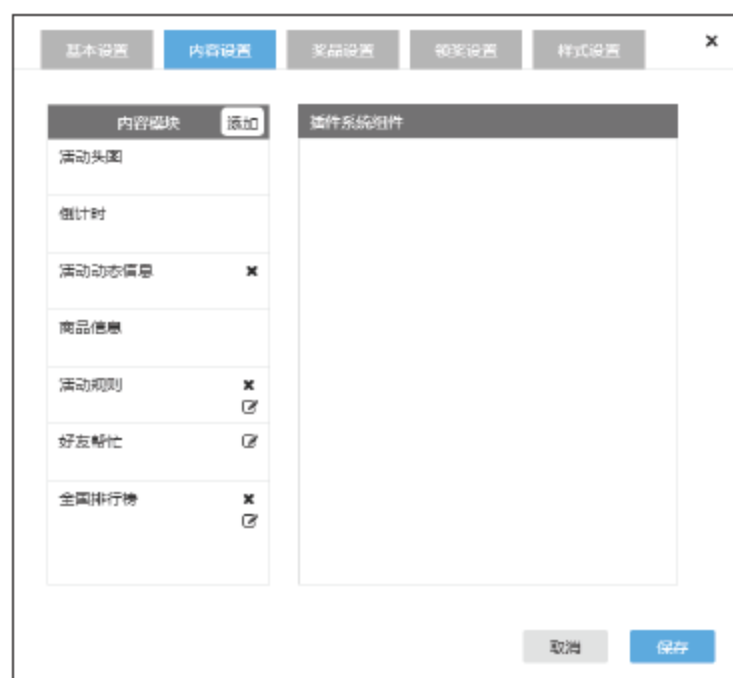 基本设置 内容设置 奖品设置 领奖设置 样式设置
内容模块 添加
插件系统组件
活动头图
倒计时
活动动态信息
商品信息
活动规则
好友帮忙
全国排行榜
取消 保存